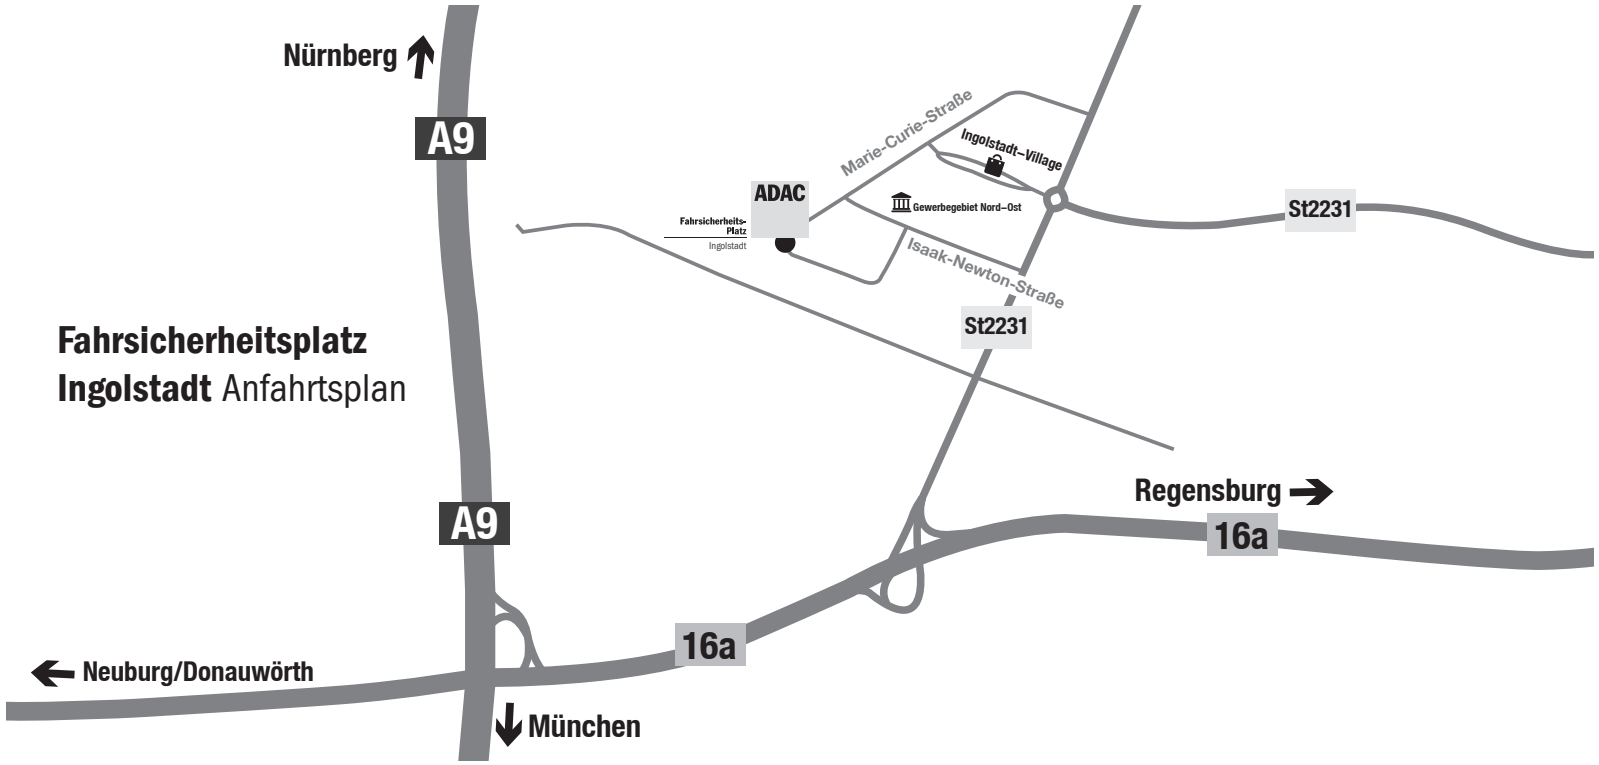 Nürnberg
A9
Marie-Curie-Straße
Ingolstadt-Village
ADAC
Fahrsicherheits-
Platz
Ingolstadt
Gewerbegebiet Nord-Ost
St2231
Isaak-Newton-Straße
St2231
Fahrsicherheitsplatz
Ingolstadt Anfahrtsplan
Regensburg
A9
16a
16a
Neuburg/Donauwörth
München